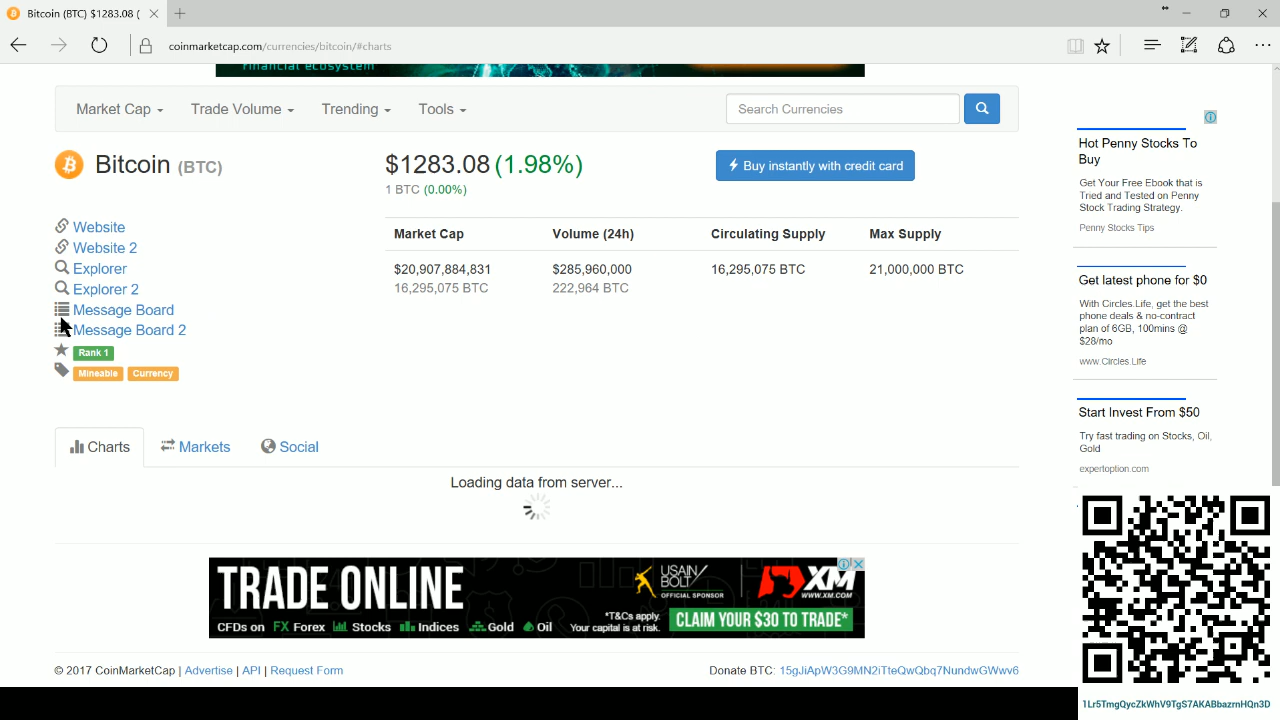 Bitcoin (BTC) $1283.08 (
coinmarketcap.com/currencies/bitcoin/#charts
financial ecosystem
Market Cap
Trade Volume
Trending
Tools
Search Currencies
Bitcoin (BTC)
$1283.08 (1.98%)
1 BTC (0.00%)
Buy instantly with credit card
Website
Website 2
Explorer
Explorer 2
Message Board
Message Board 2
Rank 1
Mineable Currency
Market Cap Volume (24h) Circulating Supply Max Supply
$20,907,884,831 $285,960,000 16,295,075 BTC 21,000,000 BTC
16,295,075 BTC 222,964 BTC
Charts Markets Social
Loading data from server...
TRADE ONLINE
CFDs on FX Forex Stocks Indices Gold Oil
USAIN
BOLT
OFFICIAL SPONSOR
XM
WWW.XM.COM
*T&Cs apply.
Your capital is at risk.
CLAIM YOUR $30 TO TRADE*
© 2017 CoinMarketCap | Advertise | API | Request Form
Donate BTC: 15gJiApW3G9MN2iTteQwQbq7NundwGWwv6
Hot Penny Stocks To
Buy
Get Your Free Ebook that is
Tried and Tested on Penny
Stock Trading Strategy.
Penny Stocks Tips
Get latest phone for $0
With Circles.Life, get the best
phone deals & no-contract
plan of 6GB, 100mins @
$28/mo
www.Circles.Life
Start Invest From $50
Try fast trading on Stocks, Oil,
Gold
expertoption.com
1Lr5TmgQycZkWhV9TgS7AKABbazrnHQn3D